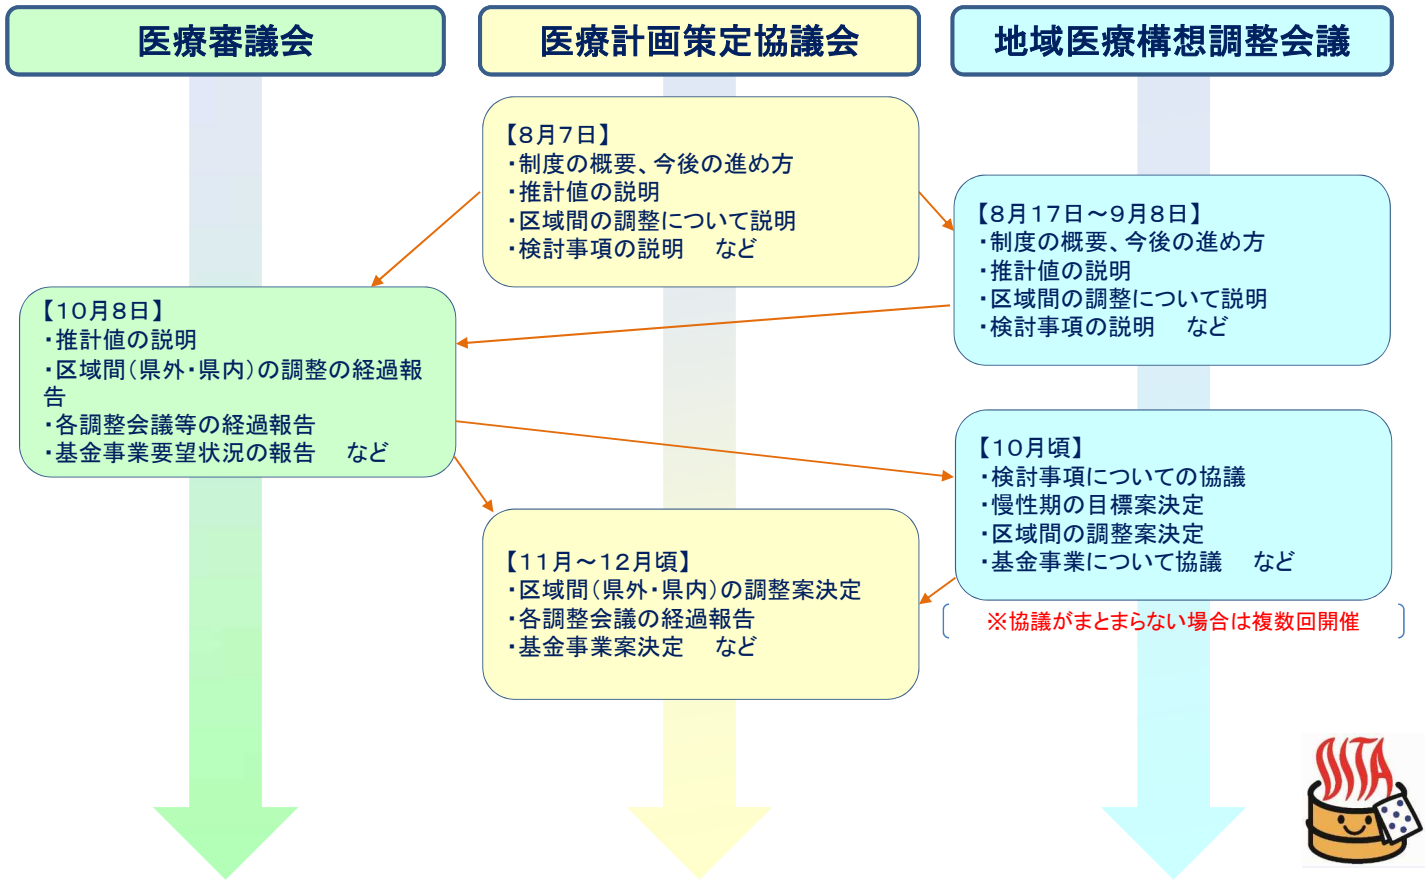 医療審議会
医療計画策定協議会
地域医療構想調整会議
【8月7日】
・制度の概要、今後の進め方
・推計値の説明
・区域間の調整について説明
・検討事項の説明　など
【8月17日～9月8日】
・制度の概要、今後の進め方
・推計値の説明
・区域間の調整について説明
・検討事項の説明　など
【10月8日】
・推計値の説明
・区域間（県外・県内）の調整の経過報
告
・各調整会議等の経過報告
・基金事業要望状況の報告　など
【10月頃】
・検討事項についての協議
・慢性期の目標案決定
・区域間の調整案決定
・基金事業について協議　など
※協議がまとまらない場合は複数回開催
【11月～12月頃】
・区域間（県外・県内）の調整案決定
・各調整会議の経過報告
・基金事業案決定　など
OITA